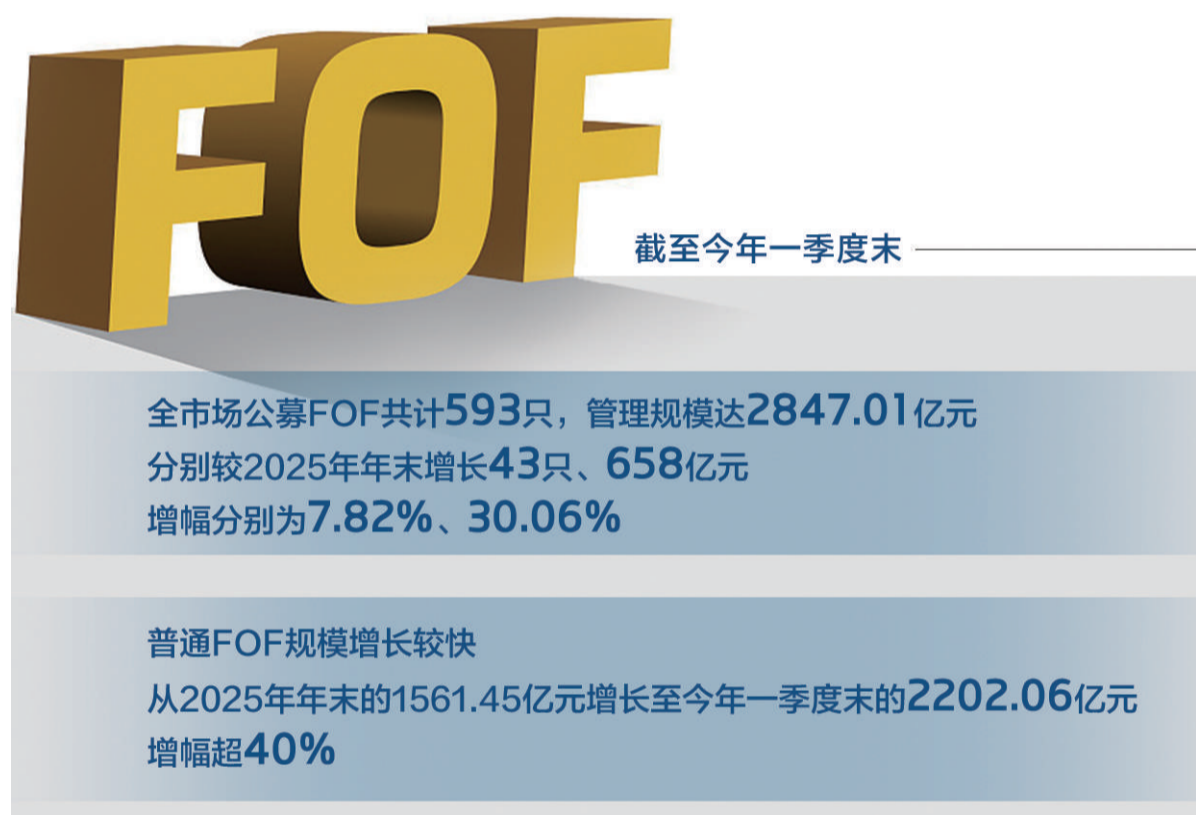 FOF
截至今年一季度末
全市场公募FOF共计593只，管理规模达2847.01亿元
分别较2025年年末增长43只、658亿元
增幅分别为7.82%、30.06%
普通FOF规模增长较快
从2025年年末的1561.45亿元增长至今年一季度末的2202.06亿元
增幅超40%